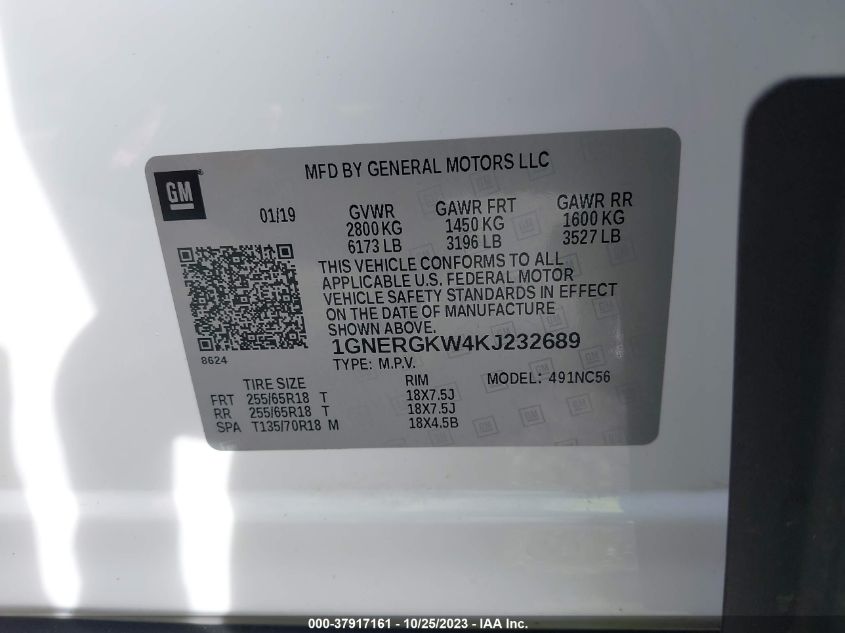 GM
MFD BY GENERAL MOTORS LLC
01/19 GVWR GAWR FRT GAWR RR
2800 KG 1450 KG 1600 KG
6173 LB 3196 LB 3527 LB
THIS VEHICLE CONFORMS TO ALL
APPLICABLE U.S. FEDERAL MOTOR
VEHICLE SAFETY STANDARDS IN EFFECT
ON THE DATE OF MANUFACTURE
SHOWN ABOVE.
8624
1GNERGKW4KJ232689
TYPE: M.P.V.
MODEL: 491NC56
TIRE SIZE RIM
FRT 255/65R18 T 18X7.5J
RR 255/65R18 T 18X7.5J
SPA T135/70R18 M 18X4.5B
000-37917161 - 10/25/2023 - IAA Inc.